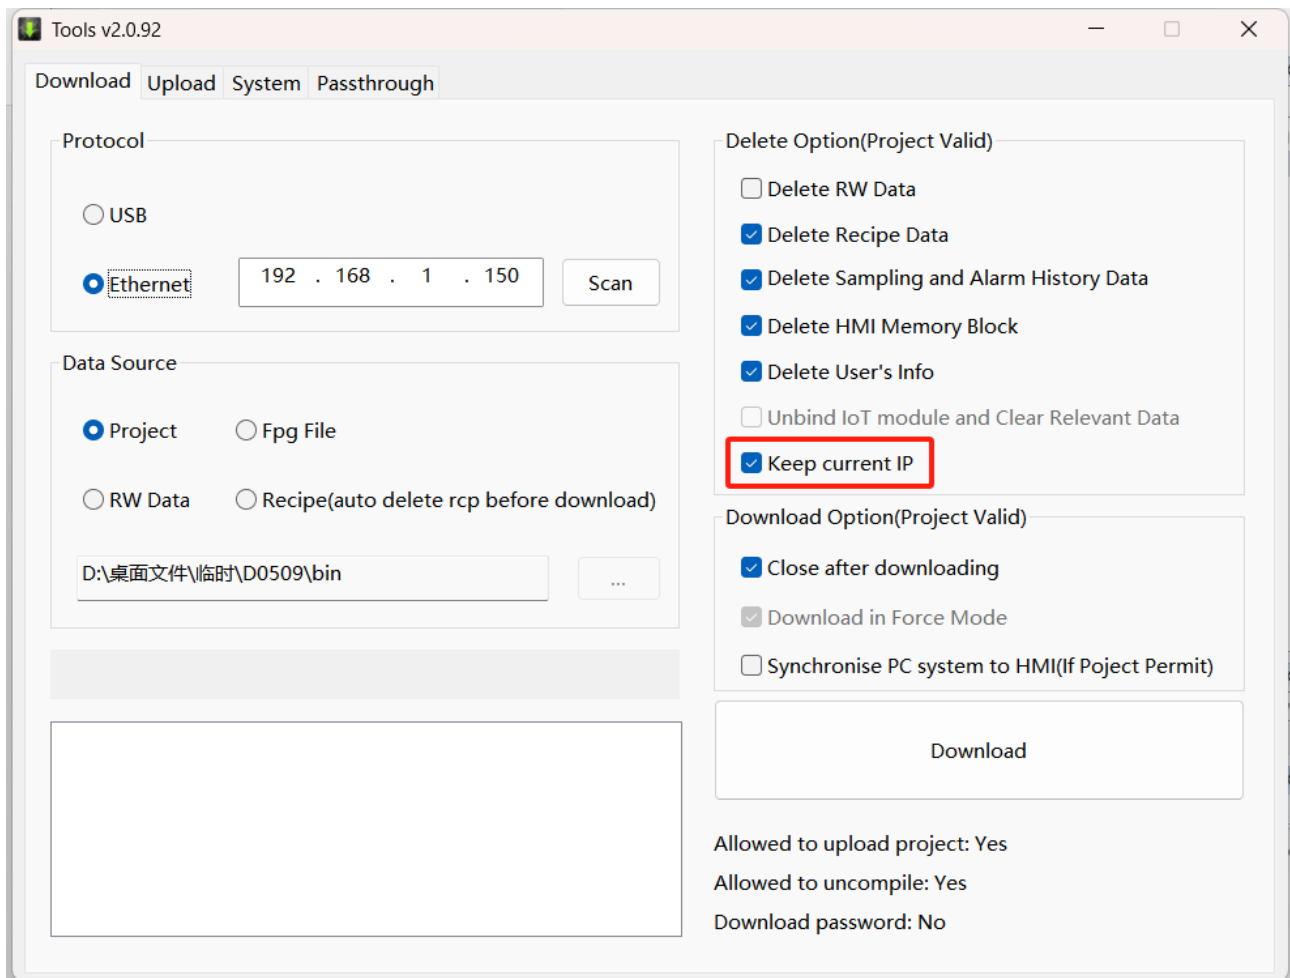 Tools v2.0.92
Download Upload System Passthrough
Protocol
USB
Ethernet 192 . 168 . 1 . 150 Scan
Data Source
Project Fpg File
RW Data Recipe(auto delete rcp before download)
D:\桌面文件\临时\D0509\bin ...
Delete Option(Project Valid)
Delete RW Data
Delete Recipe Data
Delete Sampling and Alarm History Data
Delete HMI Memory Block
Delete User's Info
Unbind IoT module and Clear Relevant Data
Keep current IP
Download Option(Project Valid)
Close after downloading
Download in Force Mode
Synchronise PC system to HMI(If Poject Permit)
Download
Allowed to upload project: Yes
Allowed to uncompile: Yes
Download password: No